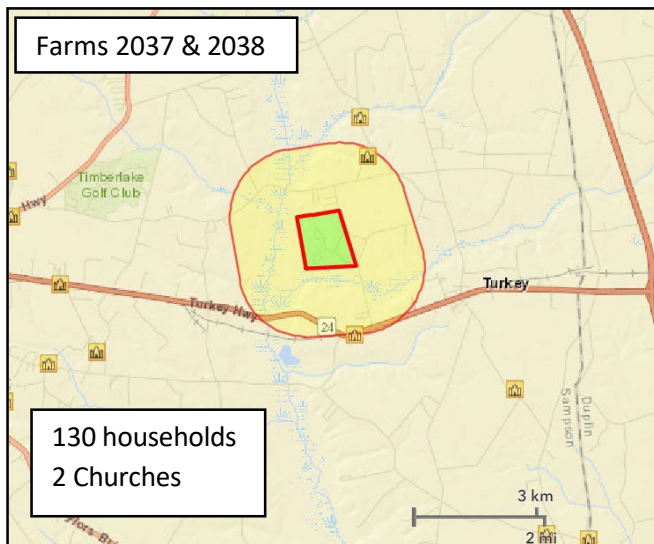 Farms 2037 & 2038
Timberlake
Golf Club
Hwy
Turkey
Turkey Hwy
24
Duplin
Sampson
130 households
2 Churches
3 km
2 mi